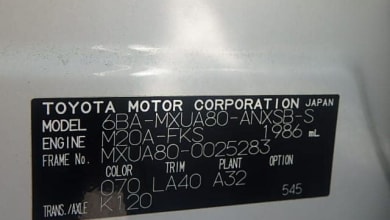 TOYOTA MOTOR CORPORATION JAPAN
MODEL 6BA-MXUA80-ANXSB-S
ENGINE M20A-FKS 1986 mL
FRAME No. MXUA80-0025283
COLOR TRIM PLANT OPTION
070 LA40 A32
545
TRANS./AXLE K120